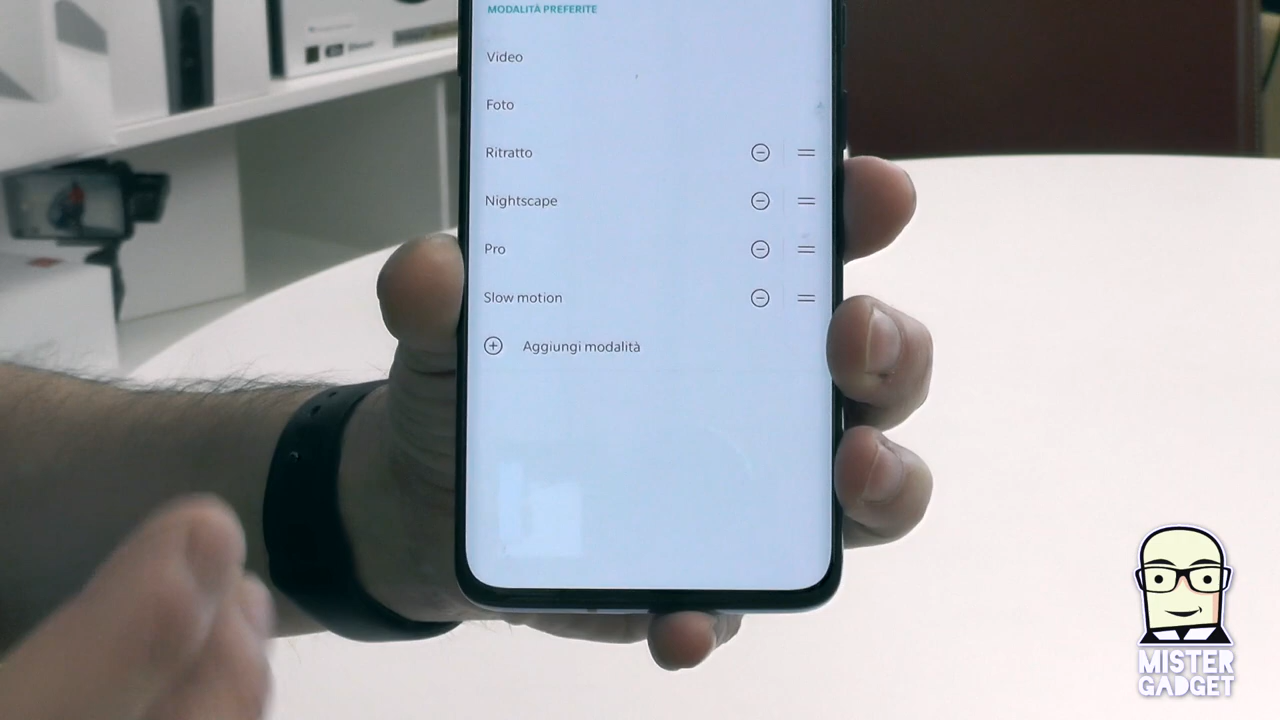 MODALITÀ PREFERITE
Video
Foto
Ritratto
Nightscape
Pro
Slow motion
Aggiungi modalità
MISTER
GADGET